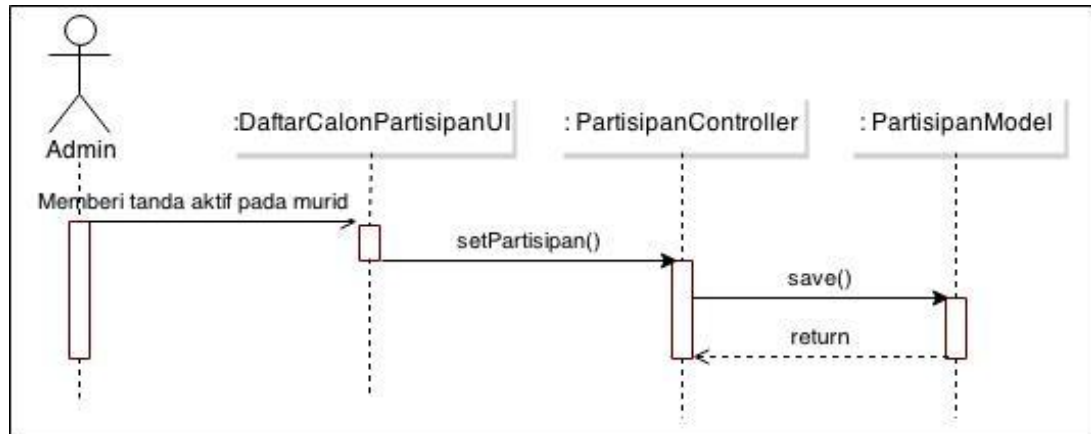 Admin
:DaftarCalonPartisipanUI
: PartisipanController
: PartisipanModel
Memberi tanda aktif pada murid
setPartisipan()
save()
return